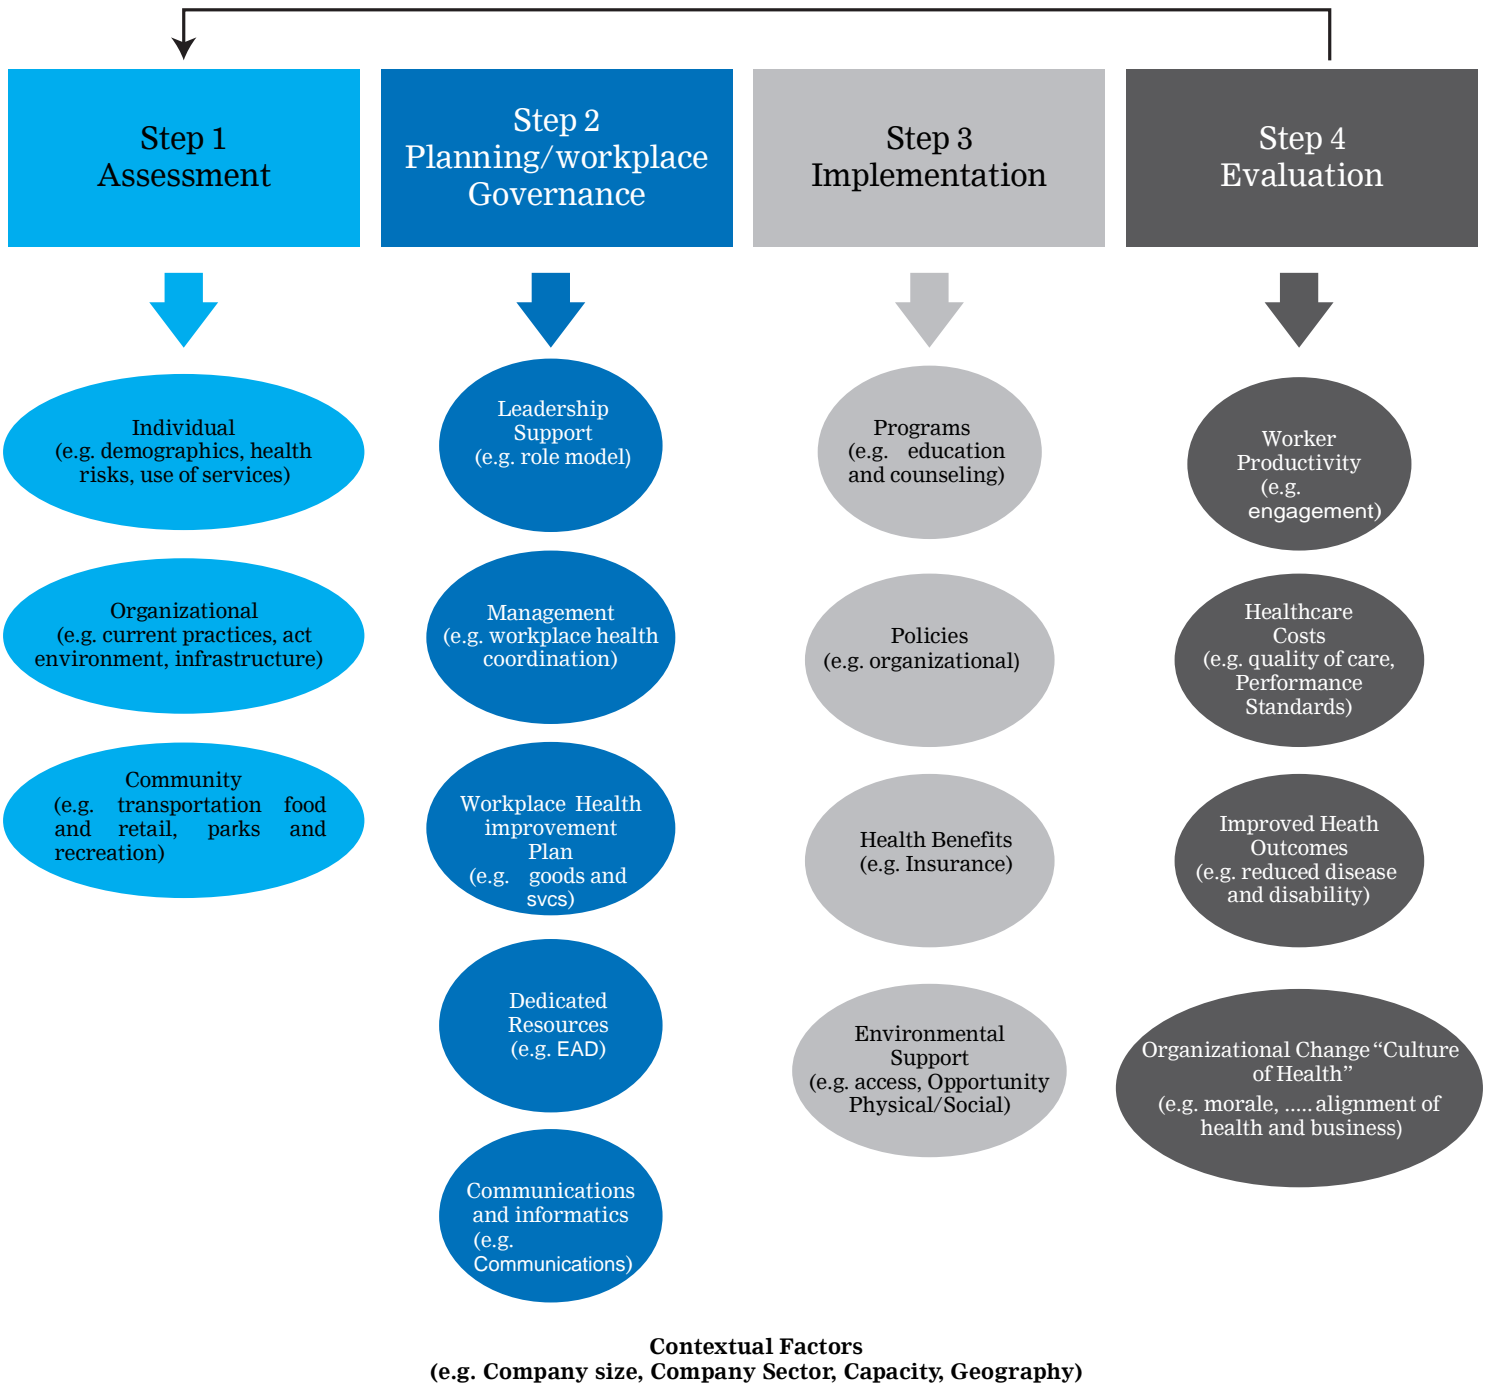 Step 1
Assessment
Step 2
Planning/workplace
Governance
Step 3
Implementation
Step 4
Evaluation
Individual
(e.g. demographics, health
risks, use of services)
Organizational
(e.g. current practices, act
environment, infrastructure)
Community
(e.g. transportation food
and retail, parks and
recreation)
Leadership
Support
(e.g. role model)
Management
(e.g. workplace health
coordination)
Workplace Health
improvement
Plan
(e.g. goods and
svcs)
Dedicated
Resources
(e.g. EAD)
Communications
and informatics
(e.g.
Communications)
Programs
(e.g. education
and counseling)
Policies
(e.g. organizational)
Health Benefits
(e.g. Insurance)
Environmental
Support
(e.g. access, Opportunity
Physical/Social)
Worker
Productivity
(e.g.
engagement)
Healthcare
Costs
(e.g. quality of care,
Performance
Standards)
Improved Heath
Outcomes
(e.g. reduced disease
and disability)
Organizational Change “Culture
of Health”
(e.g. morale, ..... alignment of
health and business)
Contextual Factors
(e.g. Company size, Company Sector, Capacity, Geography)